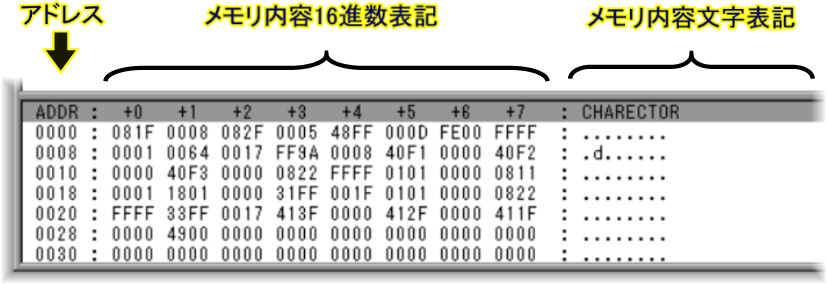 アドレス
メモリ内容16進数表記
メモリ内容文字表記
ADDR : +0 +1 +2 +3 +4 +5 +6 +7 : CHARECTOR
0000 : 081F 0008 082F 0005 48FF 000D FE00 FFFF : ........
0008 : 0001 0064 0017 FF9A 0008 40F1 0000 40F2 : .d......
0010 : 0000 40F3 0000 0822 FFFF 0101 0000 0811 : ........
0018 : 0001 1801 0000 31FF 001F 0101 0000 0822 : ........
0020 : FFFF 33FF 0017 413F 0000 412F 0000 411F : ........
0028 : 0000 4900 0000 0000 0000 0000 0000 0000 : ........
0030 : 0000 0000 0000 0000 0000 0000 0000 0000 : ........